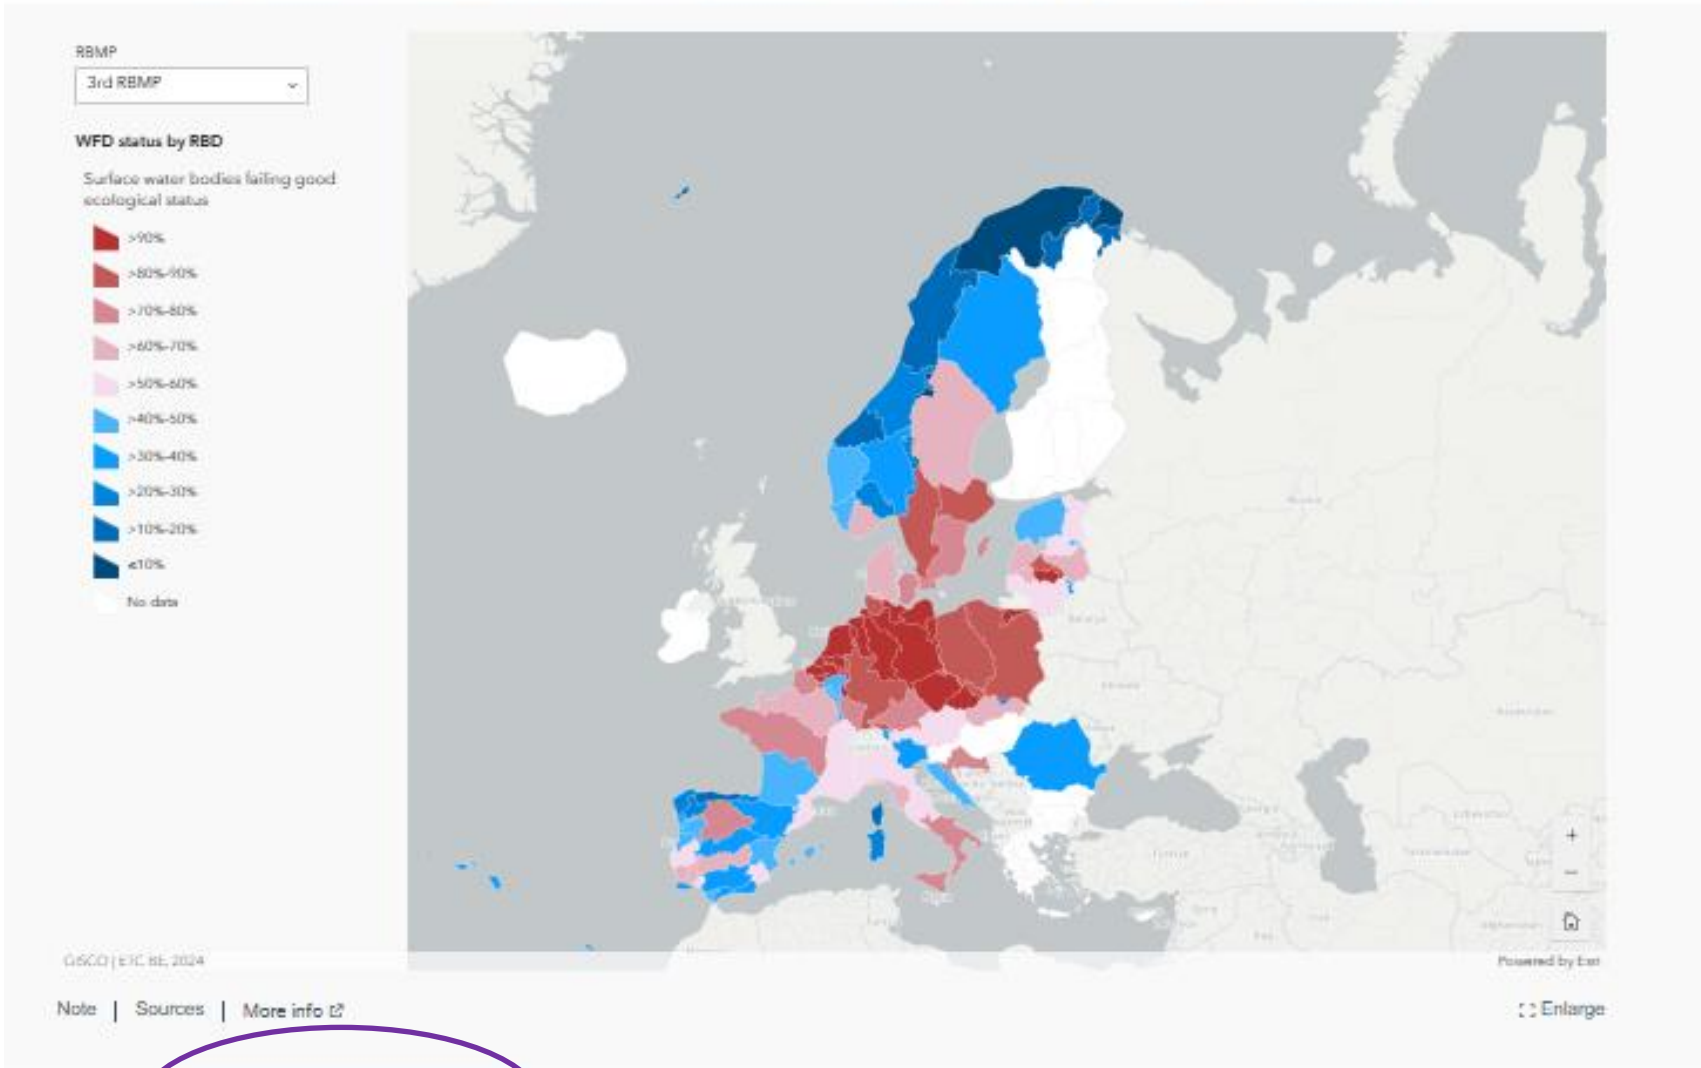 RBMP
3rd RBMP
WFD status by RBD
Surface water bodies failing good
ecological status
>90%
>80%-90%
>70%-80%
>60%-70%
>50%-60%
>40%-50%
>30%-40%
>20%-30%
>10%-20%
≤10%
No data
+
−
GISCO | ETC BE, 2024
Powered by Esri
Note | Sources | More info
Enlarge